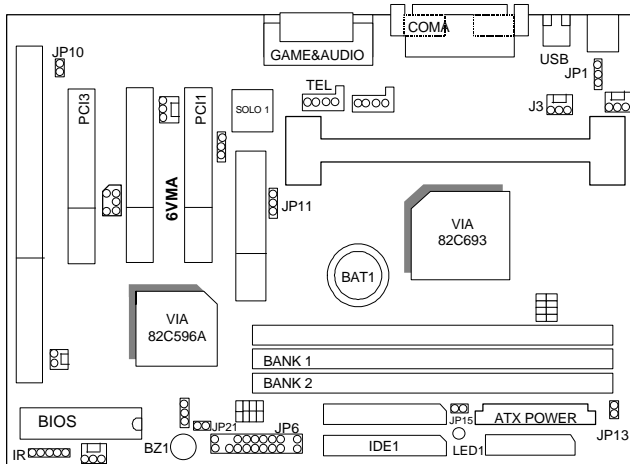 COMA
GAME&AUDIO
USB
JP10
JP1
TEL
J3
PCI3
PCI1
SOLO 1
6VMA
JP11
VIA
82C693
BAT1
VIA
82C596A
BANK 1
BANK 2
BIOS
JP21
JP6
JP15
ATX POWER
JP13
IR
BZ1
IDE1
LED1